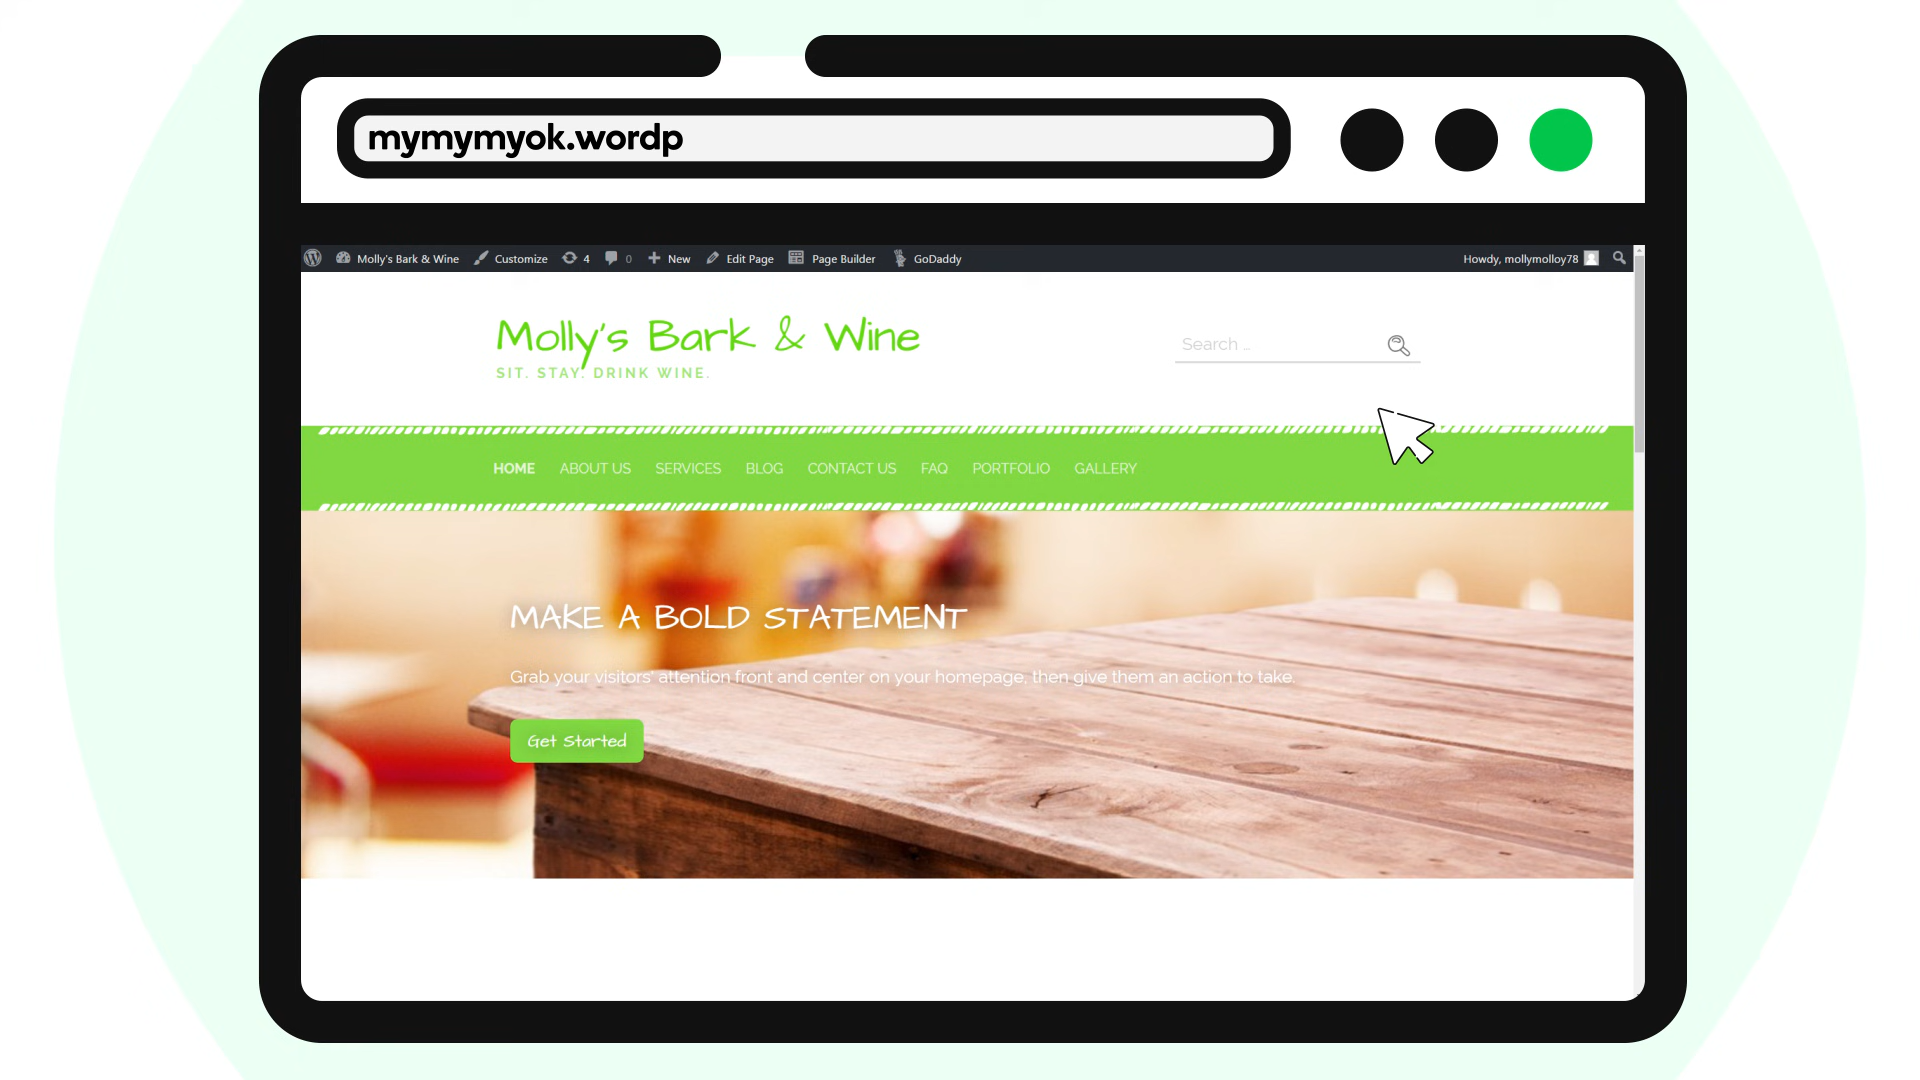 mymymyok.wordp
Molly's Bark & Wine Customize 4 0 New Edit Page Page Builder GoDaddy Howdy, mollymolloy78
Molly's Bark & Wine
SIT. STAY. DRINK WINE.
Search ...
HOME ABOUT US SERVICES BLOG CONTACT US FAQ PORTFOLIO GALLERY
MAKE A BOLD STATEMENT
Grab your visitors' attention front and center on your homepage, then give them an action to take.
Get Started